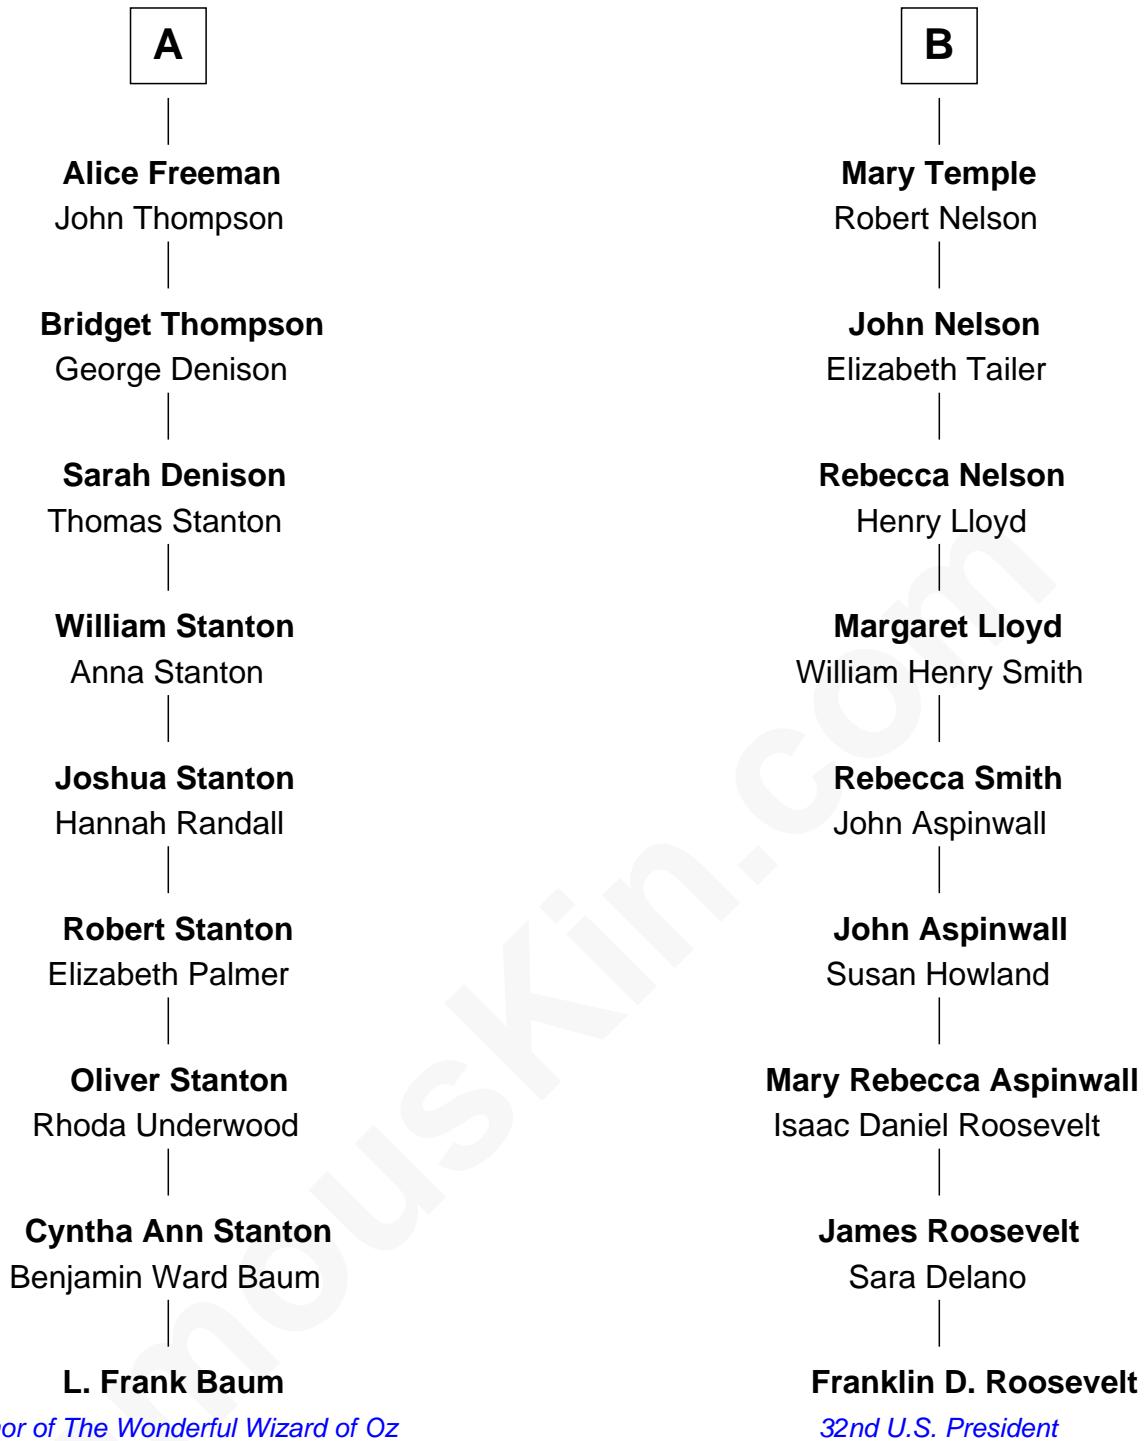 A
Alice Freeman
John Thompson
Bridget Thompson
George Denison
Sarah Denison
Thomas Stanton
William Stanton
Anna Stanton
Joshua Stanton
Hannah Randall
Robert Stanton
Elizabeth Palmer
Oliver Stanton
Rhoda Underwood
Cyntha Ann Stanton
Benjamin Ward Baum
L. Frank Baum
of The Wonderful Wizard of Oz
B
Mary Temple
Robert Nelson
John Nelson
Elizabeth Tailer
Rebecca Nelson
Henry Lloyd
Margaret Lloyd
William Henry Smith
Rebecca Smith
John Aspinwall
John Aspinwall
Susan Howland
Mary Rebecca Aspinwall
Isaac Daniel Roosevelt
James Roosevelt
Sara Delano
Franklin D. Roosevelt
32nd U.S. President
mousKin.com